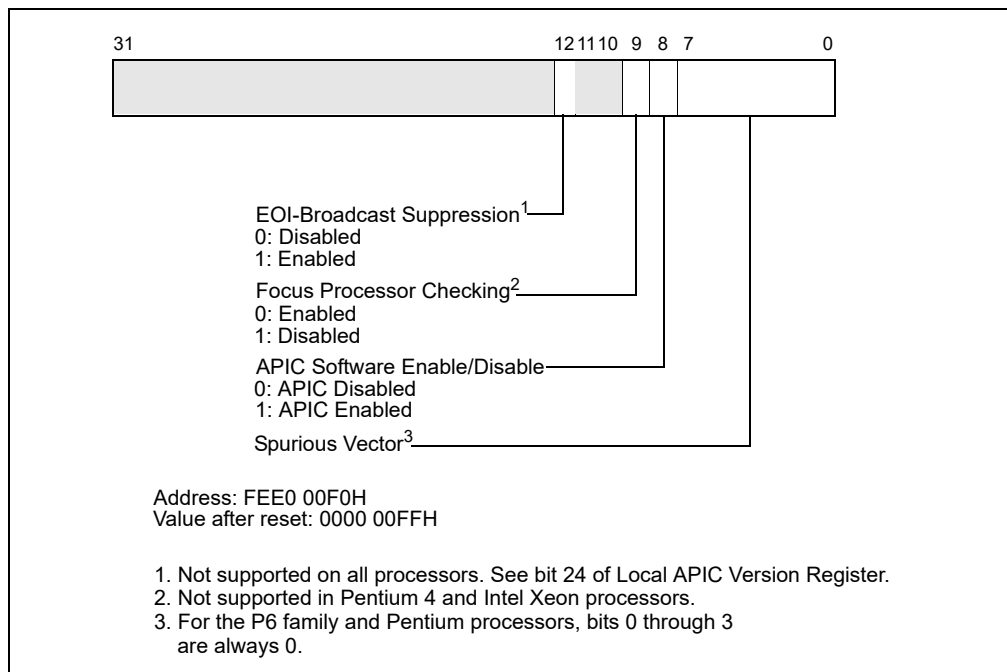 31 12 11 10 9 8 7 0
EOI-Broadcast Suppression1
0: Disabled
1: Enabled
Focus Processor Checking2
0: Enabled
1: Disabled
APIC Software Enable/Disable
0: APIC Disabled
1: APIC Enabled
Spurious Vector3
Address: FEE0 00F0H
Value after reset: 0000 00FFH
1. Not supported on all processors. See bit 24 of Local APIC Version Register.
2. Not supported in Pentium 4 and Intel Xeon processors.
3. For the P6 family and Pentium processors, bits 0 through 3
are always 0.